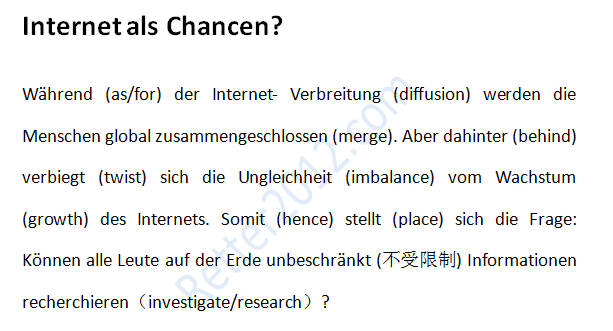 Internet als Chancen?
Während (as/for) der Internet- Verbreitung (diffusion) werden die
Menschen global zusammengeschlossen (merge). Aber dahinter (behind)
verbiegt (twist) sich die Ungleichheit (imbalance) vom Wachstum
(growth) des Internets. Somit (hence) stellt (place) sich die Frage:
Können alle Leute auf der Erde unbeschränkt (不受限制) Informationen
recherchieren（investigate/research）?
Retter2012.com